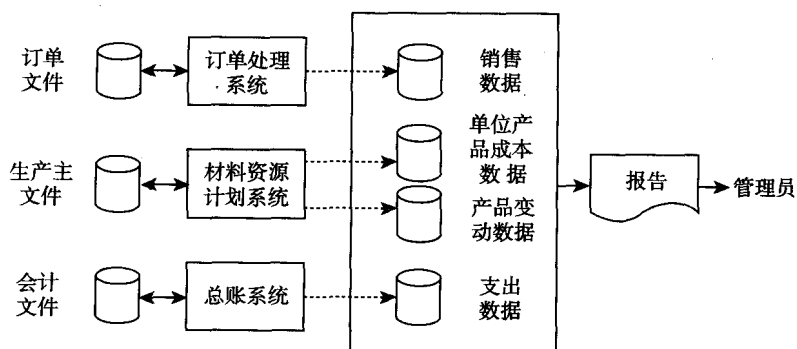 订单
文件
订单处理
系统
销售
数据
生产主
文件
材料资源
计划系统
单位产
品成本
数据
产品变
动数据
报告
管理员
会计
文件
总账系统
支出
数据